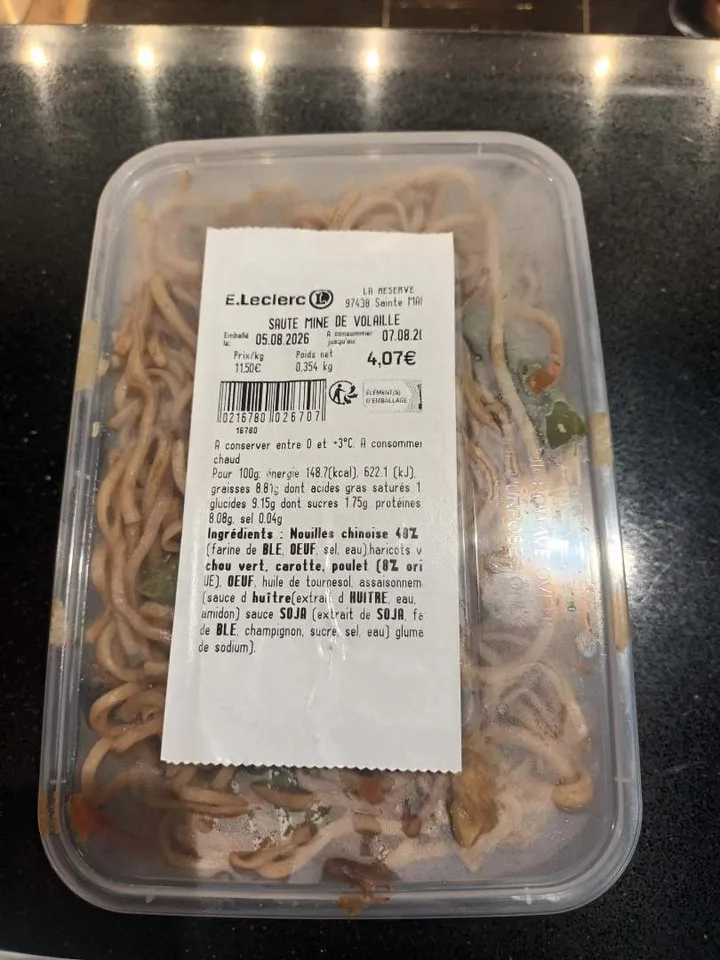 E.Leclerc L
LA RESERVE
97438 Sainte MAI
SAUTE MINE DE VOLAILLE
Emballé le: 05.08.2026 A consommer jusqu'au: 07.08.2
Prix/kg Poids net 4,07€
11,50€ 0,354 kg
0216780 026707
16780
ÉLÉMENT(S) D'EMBALLAGE
A conserver entre 0 et +3°C. A consommer
chaud
Pour 100g: énergie 148.7(kcal), 622.1 (kJ),
graisses 8.81g dont acides gras saturés 1
glucides 9.15g dont sucres 1.75g, protéines
8.08g, sel 0.04g
Ingrédients : Nouilles chinoise 40%
(farine de BLE, OEUF, sel, eau),haricots v
chou vert, carotte, poulet (8% ori
UE), OEUF, huile de tournesol, assaisonnem
(sauce d huître(extrai d HUITRE, eau,
amidon) sauce SOJA (extrait de SOJA, fa
de BLE, champignon, sucre, sel, eau) gluma
de sodium).